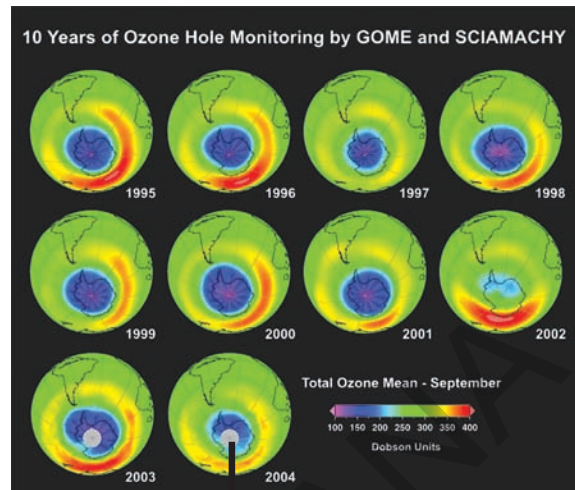 10 Years of Ozone Hole Monitoring by GOME and SCIAMACHY
1995
1996
1997
1998
1999
2000
2001
2002
2003
2004
Total Ozone Mean - September
100 150 200 250 300 350 400
Dobson Units